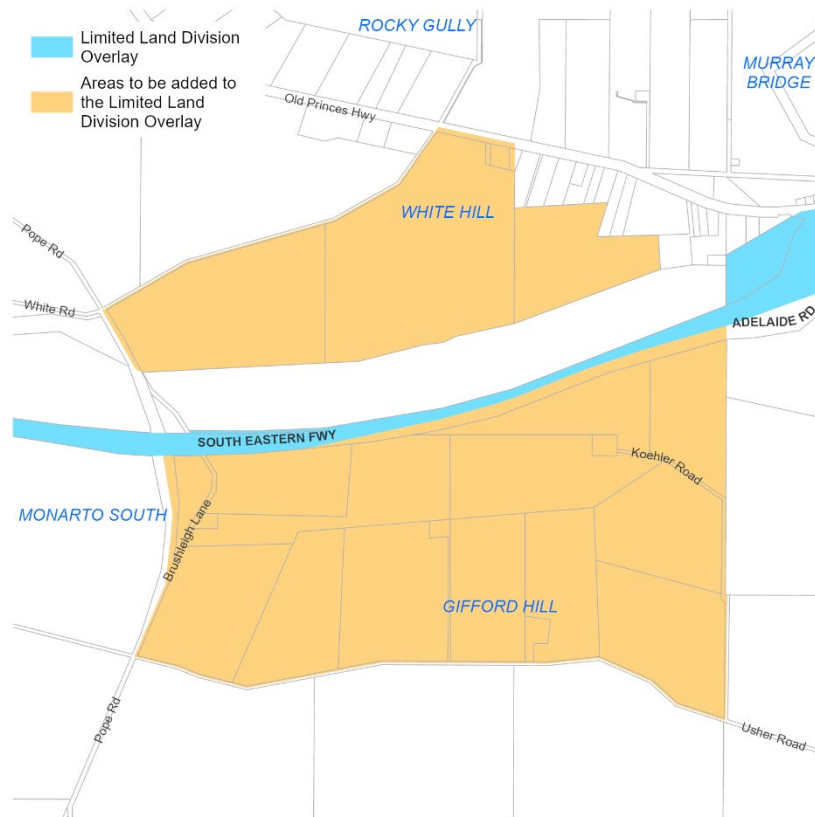 Limited Land Division
Overlay
Areas to be added to
the Limited Land
Division Overlay
ROCKY GULLY
MURRAY
BRIDGE
Old Princes Hwy
WHITE HILL
Pope Rd
White Rd
ADELAIDE RD
SOUTH EASTERN FWY
Koehler Road
MONARTO SOUTH
Brushleigh Lane
GIFFORD HILL
Pope Rd
Usher Road